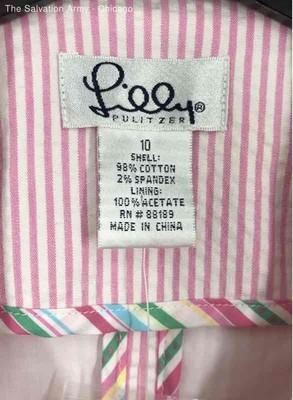 The Salvation Army - Chicago
Lilly®
PULITZER
10
SHELL:
98% COTTON
2% SPANDEX
LINING:
100% ACETATE
RN # 88189
MADE IN CHINA